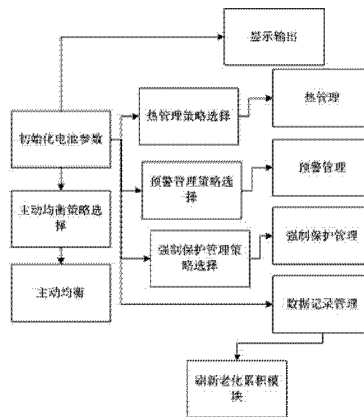 显示输出
热管理策略选择
热管理
初始化电池参数
预警管理策略选
择
预警管理
主动均衡策略选
择
强制保护管理策
略选择
强制保护管理
主动均衡
数据记录管理
刷新老化累积模
块